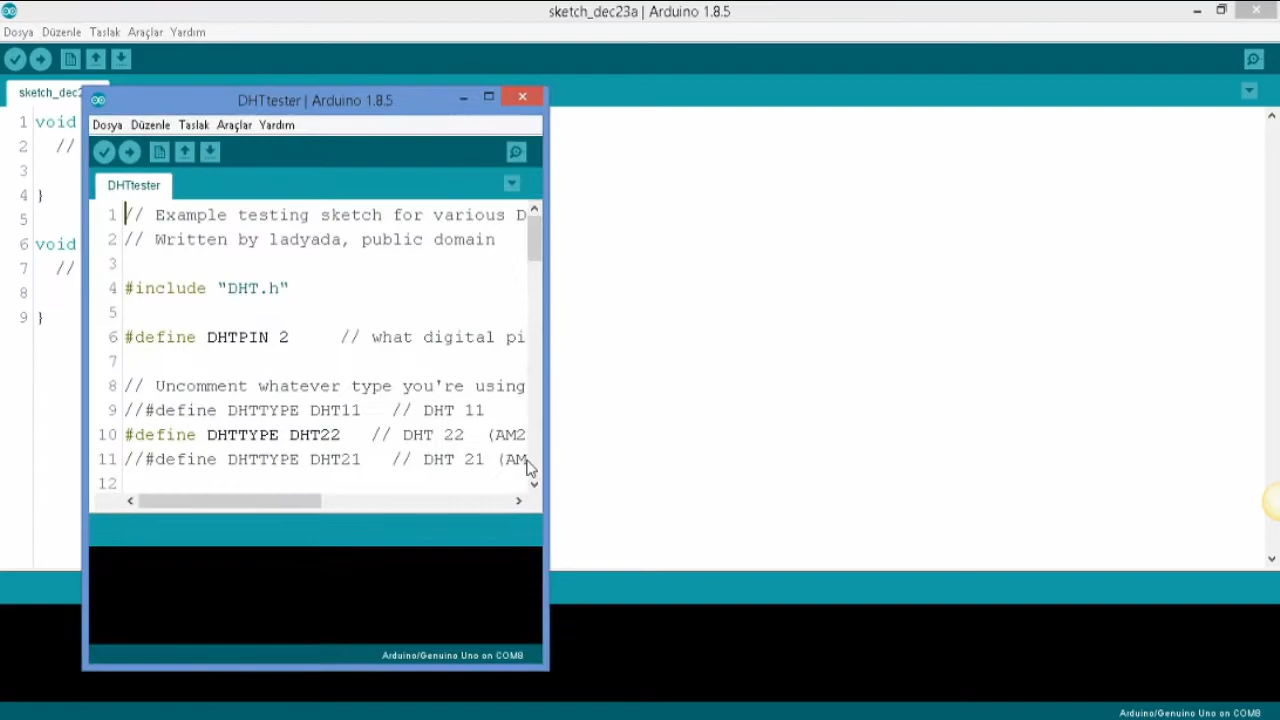 sketch_dec23a | Arduino 1.8.5
Dosya Düzenle Taslak Araçlar Yardım
DHTtester | Arduino 1.8.5
Dosya Düzenle Taslak Araçlar Yardım
DHTtester
1 // Example testing sketch for various D
2 // Written by ladyada, public domain
3
4 #include "DHT.h"
5
6 #define DHTPIN 2 // what digital pi
7
8 // Uncomment whatever type you're using
9 //#define DHTTYPE DHT11 // DHT 11
10 #define DHTTYPE DHT22 // DHT 22 (AM2
11 //#define DHTTYPE DHT21 // DHT 21 (AM
12
Arduino/Genuino Uno on COM8
sketch_dec2
1 void
2 //
3
4 }
5
6 void
7 //
8
9 }
Arduino/Genuino Uno on COM8